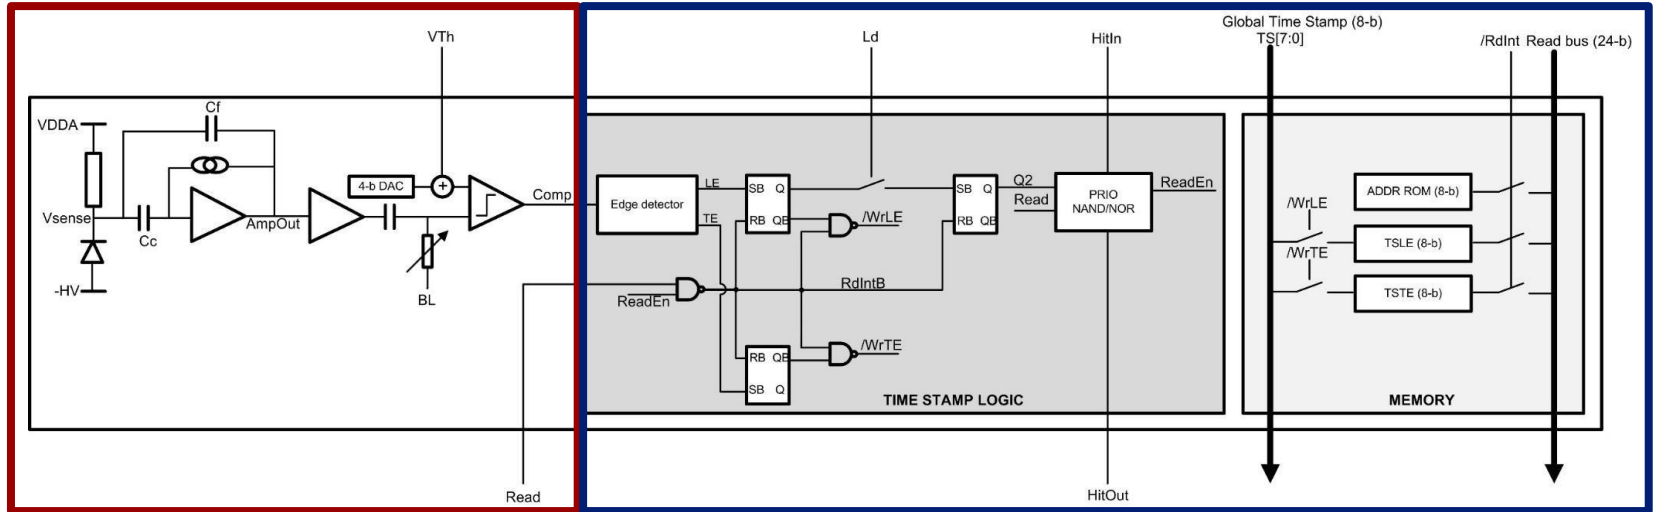 Global Time Stamp (8-b)
TS[7:0]
VTh
Ld
HitIn
/RdInt
Read bus (24-b)
Cf
VDDA
4-b DAC
+
Comp
Vsense
Cc
AmpOut
-HV
BL
Edge detector
LE
TE
SB Q
RB QB
/WrLE
SB Q
RB QB
Q2
Read
PRIO
NAND/NOR
ReadEn
ReadEn
RdIntB
RB QB
SB Q
/WrTE
TIME STAMP LOGIC
/WrLE
/WrTE
ADDR ROM (8-b)
TSLE (8-b)
TSTE (8-b)
MEMORY
Read
HitOut